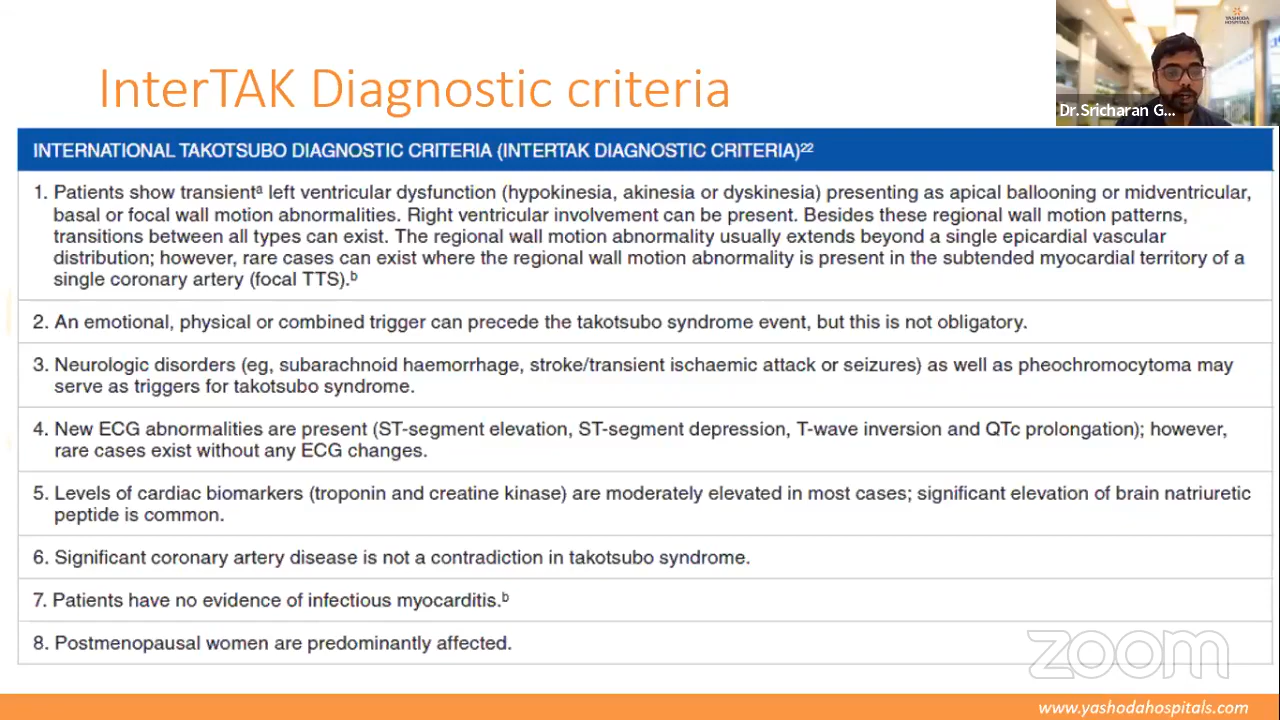 YASHODA
HOSPITALS
InterTAK Diagnostic criteria
Dr.Sricharan G...
INTERNATIONAL TAKOTSUBO DIAGNOSTIC CRITERIA (INTERTAK DIAGNOSTIC CRITERIA)²²
1. Patients show transientᵃ left ventricular dysfunction (hypokinesia, akinesia or dyskinesia) presenting as apical ballooning or midventricular,
basal or focal wall motion abnormalities. Right ventricular involvement can be present. Besides these regional wall motion patterns,
transitions between all types can exist. The regional wall motion abnormality usually extends beyond a single epicardial vascular
distribution; however, rare cases can exist where the regional wall motion abnormality is present in the subtended myocardial territory of a
single coronary artery (focal TTS).ᵇ
2. An emotional, physical or combined trigger can precede the takotsubo syndrome event, but this is not obligatory.
3. Neurologic disorders (eg, subarachnoid haemorrhage, stroke/transient ischaemic attack or seizures) as well as pheochromocytoma may
serve as triggers for takotsubo syndrome.
4. New ECG abnormalities are present (ST-segment elevation, ST-segment depression, T-wave inversion and QTc prolongation); however,
rare cases exist without any ECG changes.
5. Levels of cardiac biomarkers (troponin and creatine kinase) are moderately elevated in most cases; significant elevation of brain natriuretic
peptide is common.
6. Significant coronary artery disease is not a contradiction in takotsubo syndrome.
7. Patients have no evidence of infectious myocarditis.ᵇ
8. Postmenopausal women are predominantly affected.
zoom
www.yashodahospitals.com